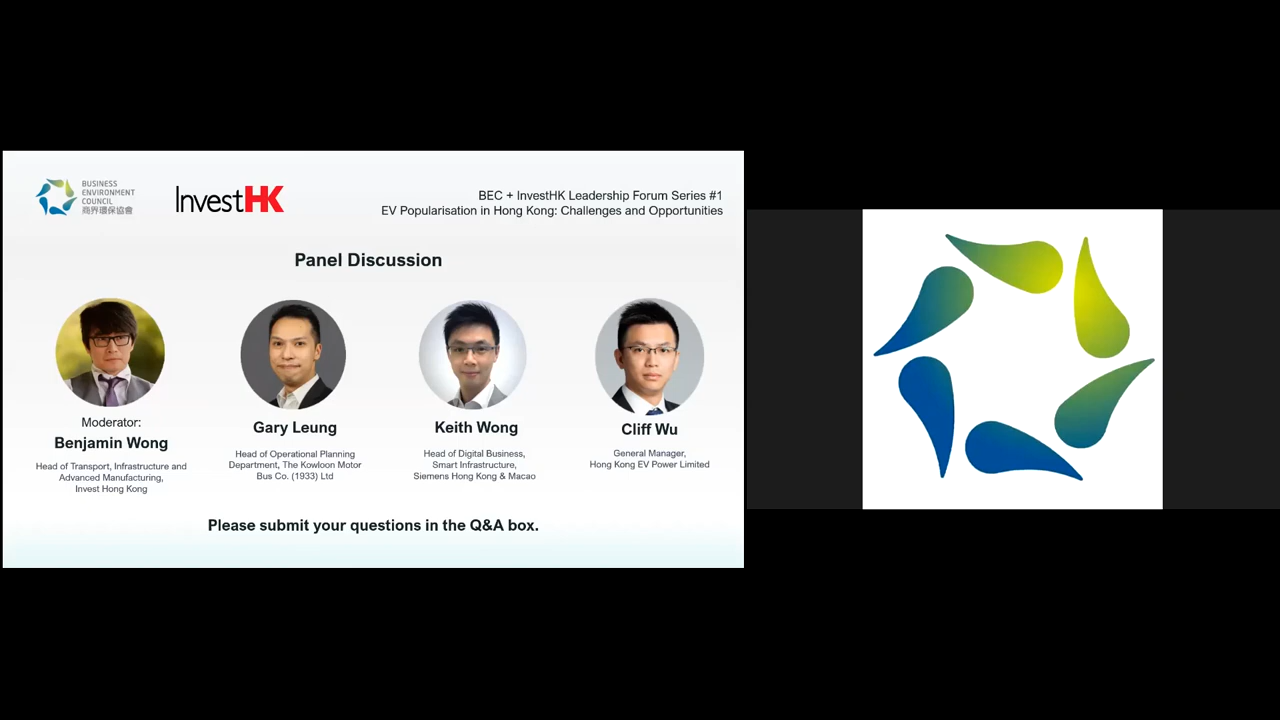 BUSINESS
ENVIRONMENT
COUNCIL
商界環保協會
InvestHK
BEC + InvestHK Leadership Forum Series #1
EV Popularisation in Hong Kong: Challenges and Opportunities
Panel Discussion
Moderator:
Benjamin Wong
Head of Transport, Infrastructure and
Advanced Manufacturing,
Invest Hong Kong
Gary Leung
Head of Operational Planning
Department, The Kowloon Motor
Bus Co. (1933) Ltd
Keith Wong
Head of Digital Business,
Smart Infrastructure,
Siemens Hong Kong & Macao
Cliff Wu
General Manager,
Hong Kong EV Power Limited
Please submit your questions in the Q&A box.